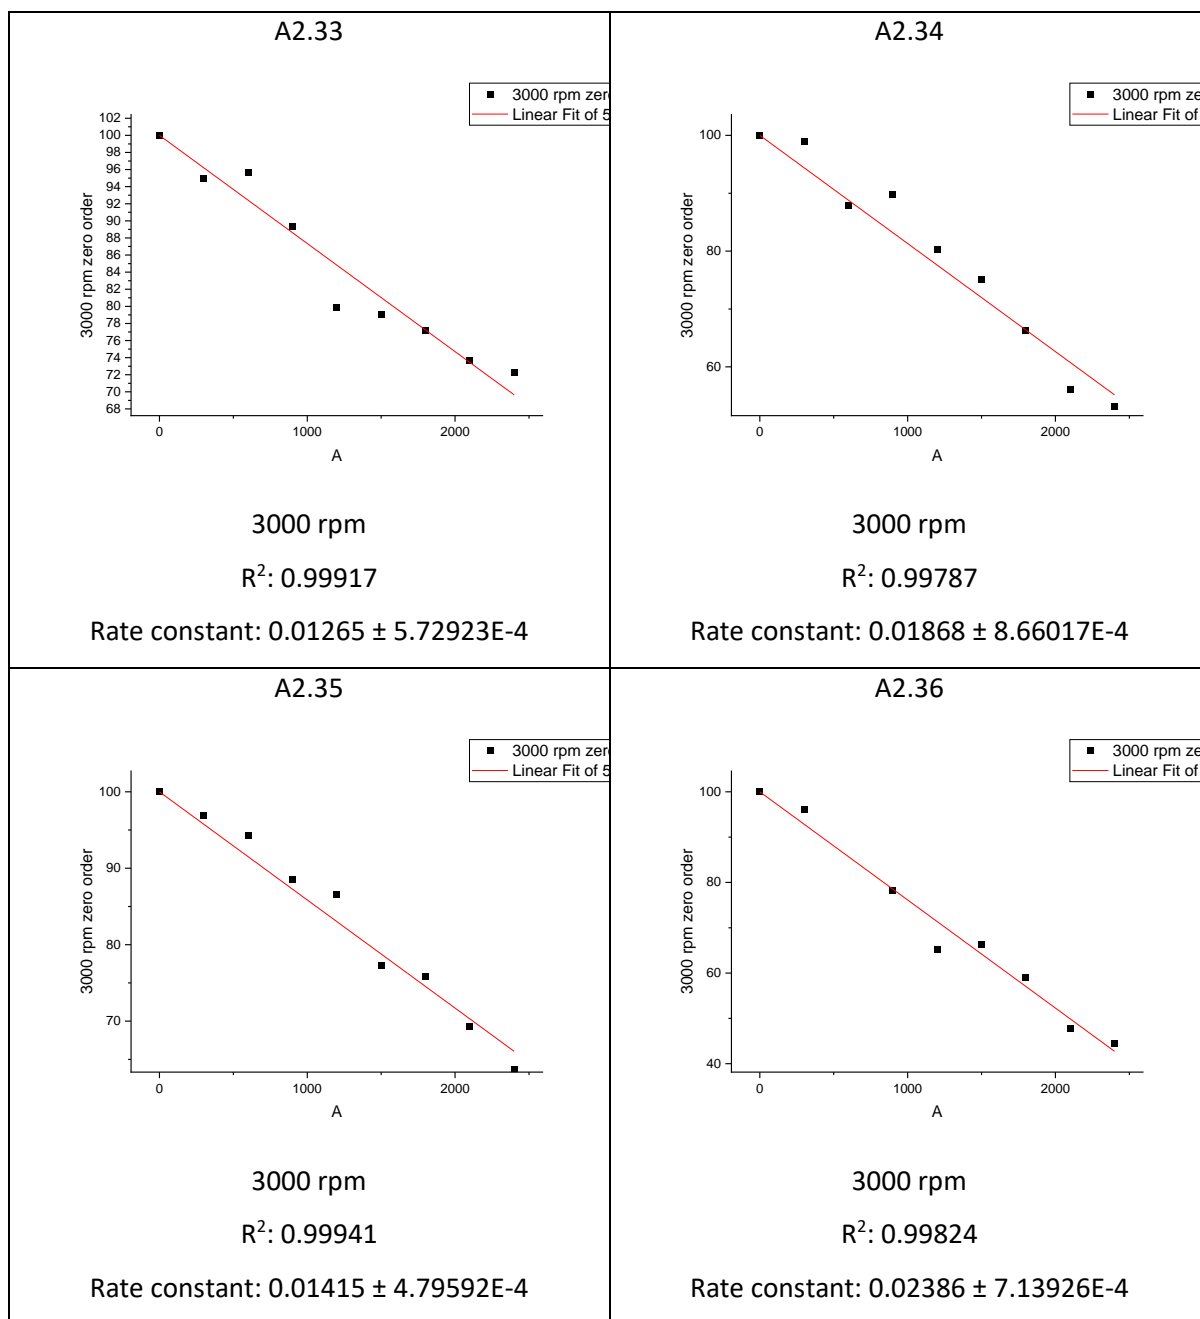 A2.33
3000 rpm zero
Linear Fit of 5
102
100
98
96
94
92
90
88
86
84
82
80
78
76
74
72
70
68
3000 rpm zero order
0
1000
2000
A
3000 rpm
R²: 0.99917
Rate constant: 0.01265 ± 5.72923E-4
A2.34
3000 rpm ze
Linear Fit of
100
80
60
3000 rpm zero order
0
1000
2000
A
3000 rpm
R²: 0.99787
Rate constant: 0.01868 ± 8.66017E-4
A2.35
3000 rpm zero
Linear Fit of 5
100
90
80
70
3000 rpm zero order
0
1000
2000
A
3000 rpm
R²: 0.99941
Rate constant: 0.01415 ± 4.79592E-4
A2.36
3000 rpm ze
Linear Fit of
100
80
60
40
3000 rpm zero order
0
1000
2000
A
3000 rpm
R²: 0.99824
Rate constant: 0.02386 ± 7.13926E-4